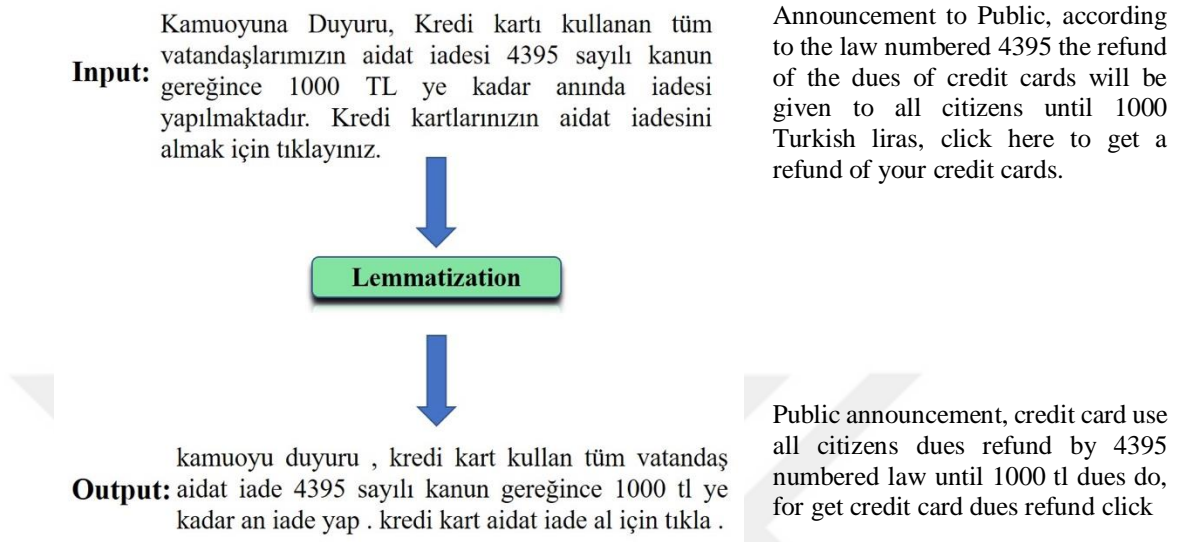 Kamuoyuna Duyuru, Kredi kartı kullanan tüm
vatandaşlarımızın aidat iadesi 4395 sayılı kanun
Input:
gereğince 1000 TL ye kadar anında iadesi
yapılmaktadır. Kredi kartlarınızın aidat iadesini
almak için tıklayınız.
Announcement to Public, according
to the law numbered 4395 the refund
of the dues of credit cards will be
given to all citizens until 1000
Turkish liras, click here to get a
refund of your credit cards.
Lemmatization
kamuoyu duyuru , kredi kart kullan tüm vatandaş
Output: aidat iade 4395 sayılı kanun gereğince 1000 tl ye
kadar an iade yap . kredi kart aidat iade al için tıkla .
Public announcement, credit card use
all citizens dues refund by 4395
numbered law until 1000 tl dues do,
for get credit card dues refund click